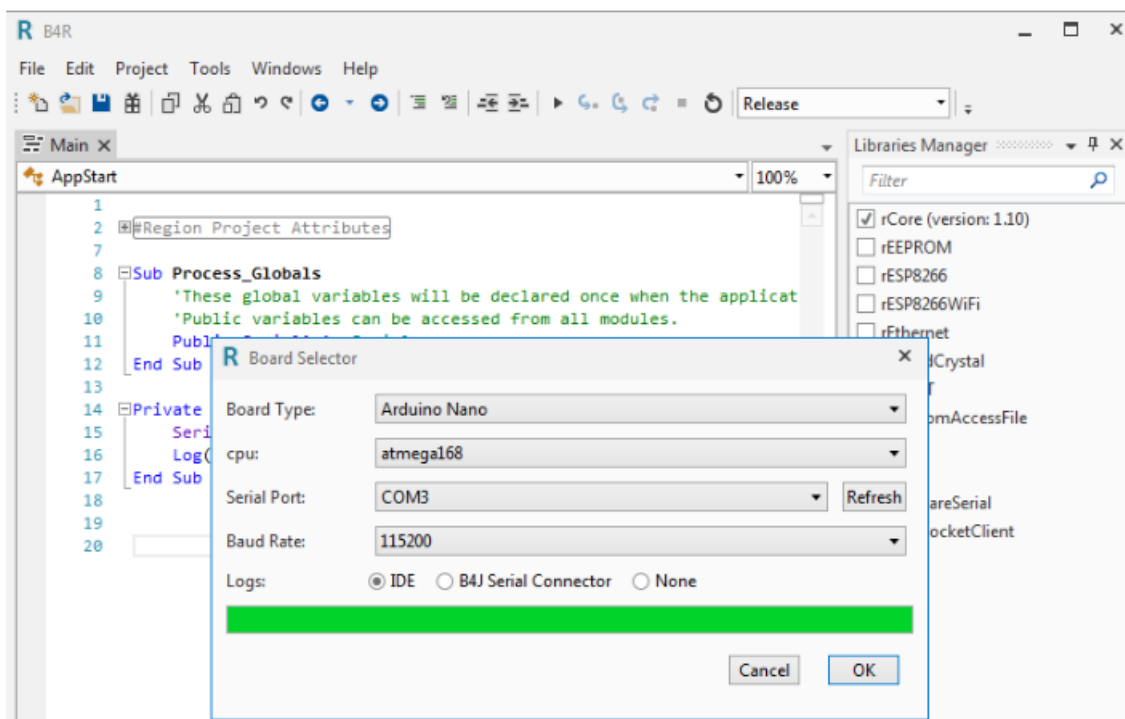 B4R
File Edit Project Tools Windows Help
Release
Main
Libraries Manager
AppStart
100%
Filter
1
2 #Region Project Attributes
7
8 Sub Process_Globals
9 'These global variables will be declared once when the applicat
10 'Public variables can be accessed from all modules.
11 Publ
12 End Sub
13
14 Private
15 Seri
16 Log(
17 End Sub
18
19
20
rCore (version: 1.10)
rEEPROM
rESP8266
rESP8266WiFi
rEthernet
dCrystal
omAccessFile
areSerial
ocketClient
R Board Selector
Board Type: Arduino Nano
cpu: atmega168
Serial Port: COM3 Refresh
Baud Rate: 115200
Logs: IDE B4J Serial Connector None
Cancel OK